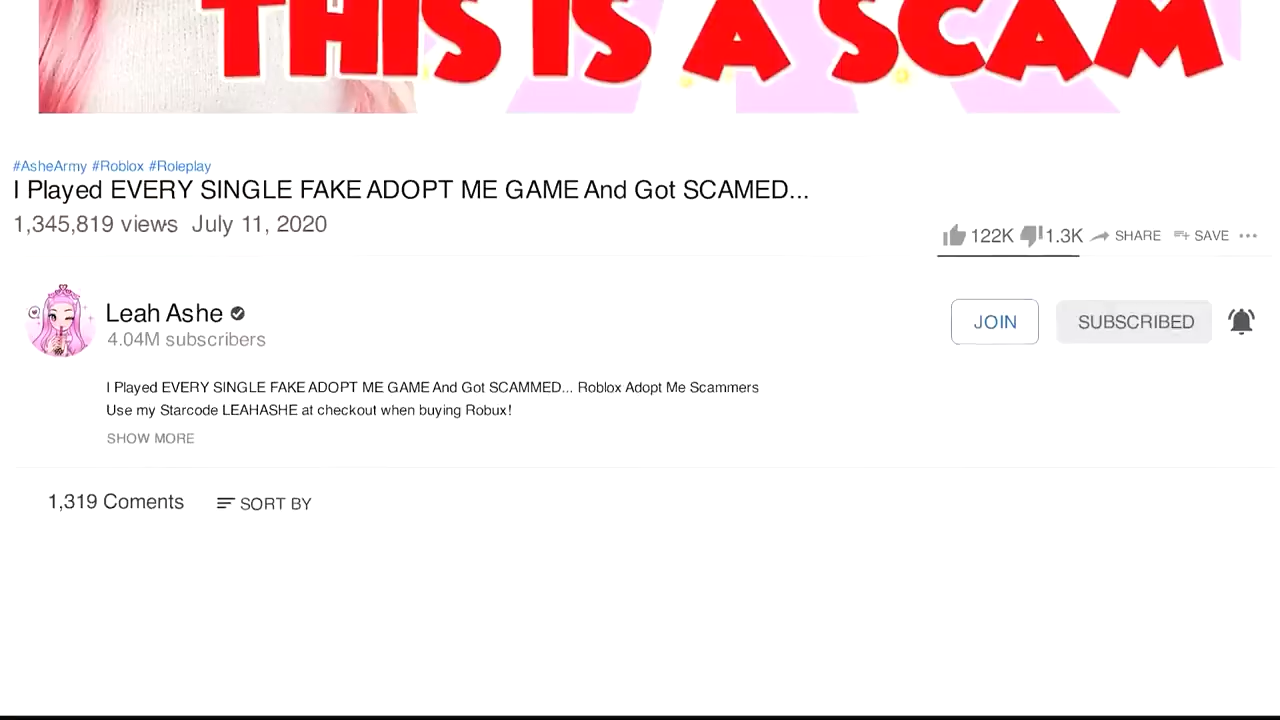 THIS IS A SCAM
#AsheArmy #Roblox #Roleplay
I Played EVERY SINGLE FAKE ADOPT ME GAME And Got SCAMED...
1,345,819 views July 11, 2020
122K 1.3K SHARE SAVE
Leah Ashe
4.04M subscribers
JOIN SUBSCRIBED
I Played EVERY SINGLE FAKE ADOPT ME GAME And Got SCAMMED... Roblox Adopt Me Scammers
Use my Starcode LEAHASHE at checkout when buying Robux!
SHOW MORE
1,319 Coments SORT BY